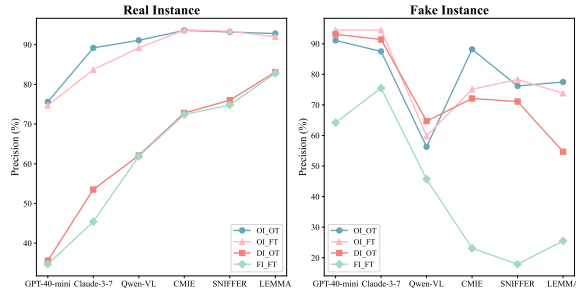 Real Instance
Precision (%)
90
80
70
60
50
40
OI_OT
OI_FT
DI_OT
FI_FT
GPT-40-mini Claude-3-7 Qwen-VL CMIE SNIFFER LEMMA
Fake Instance
Precision (%)
90
80
70
60
50
40
30
20
OI_OT
OI_FT
DI_OT
FI_FT
GPT-40-mini Claude-3-7 Qwen-VL CMIE SNIFFER LEMMA